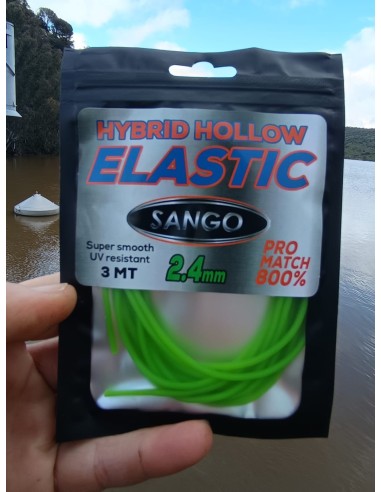 HYBRID HOLLOW
ELASTIC
SANGO
Super smooth
UV resistant
3 MT
2,4mm
PRO
MATCH
800%